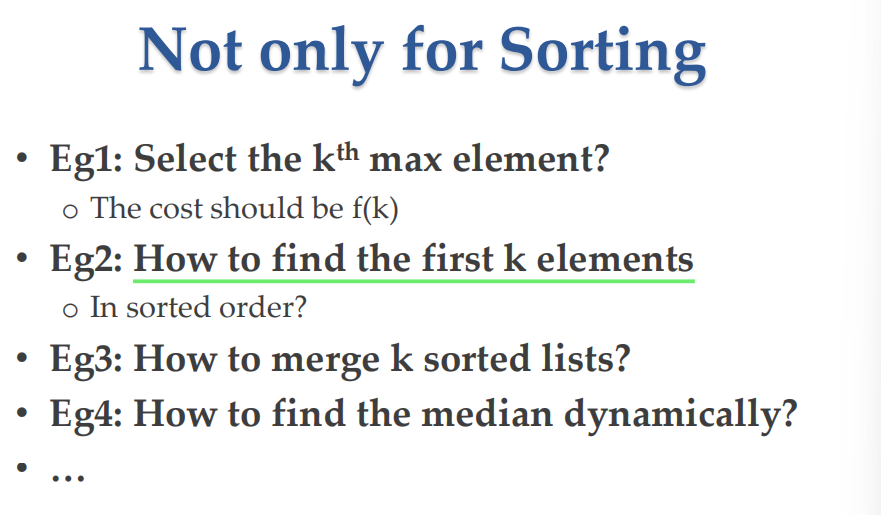 Not only for Sorting
• Eg1: Select the kth max element?
o The cost should be f(k)
• Eg2: How to find the first k elements
o In sorted order?
• Eg3: How to merge k sorted lists?
• Eg4: How to find the median dynamically?
• …